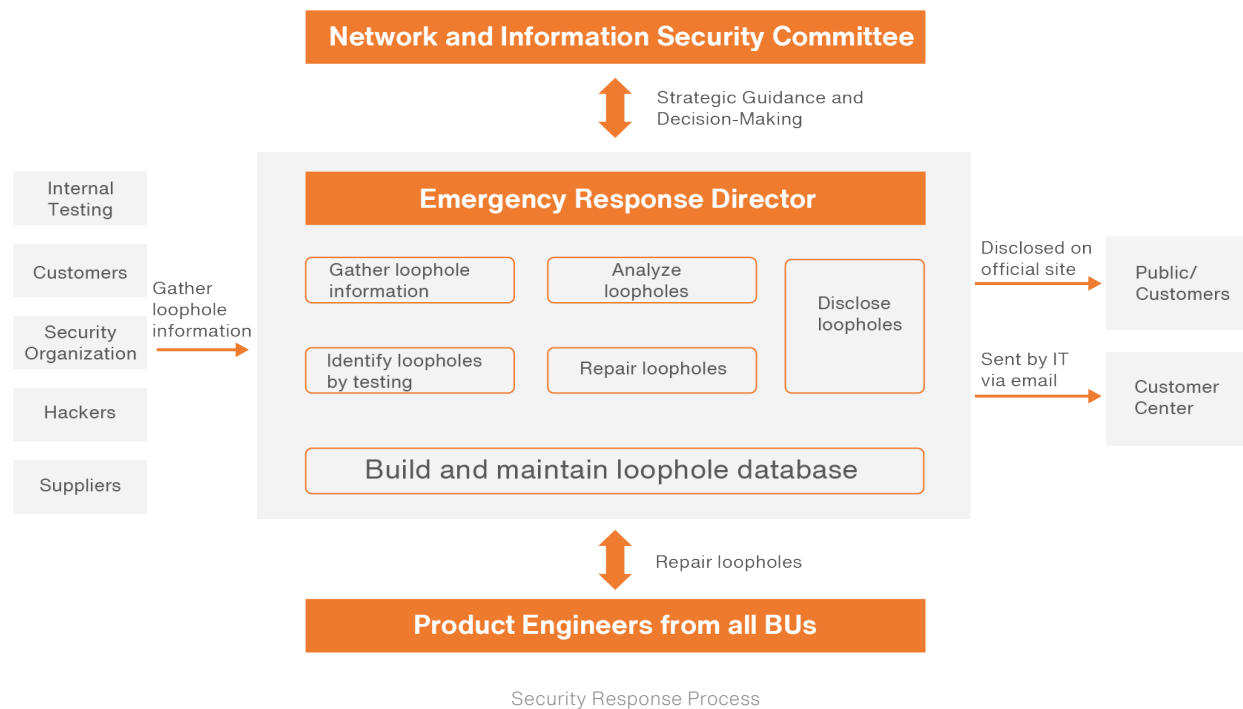 Network and Information Security Committee
Strategic Guidance and
Decision-Making
Internal
Testing
Customers
Security
Organization
Hackers
Suppliers
Gather
loophole
information
Emergency Response Director
Gather loophole
information
Analyze
loopholes
Disclose
loopholes
Identify loopholes
by testing
Repair loopholes
Build and maintain loophole database
Disclosed on
official site
Public/
Customers
Sent by IT
via email
Customer
Center
Repair loopholes
Product Engineers from all BUs
Security Response Process